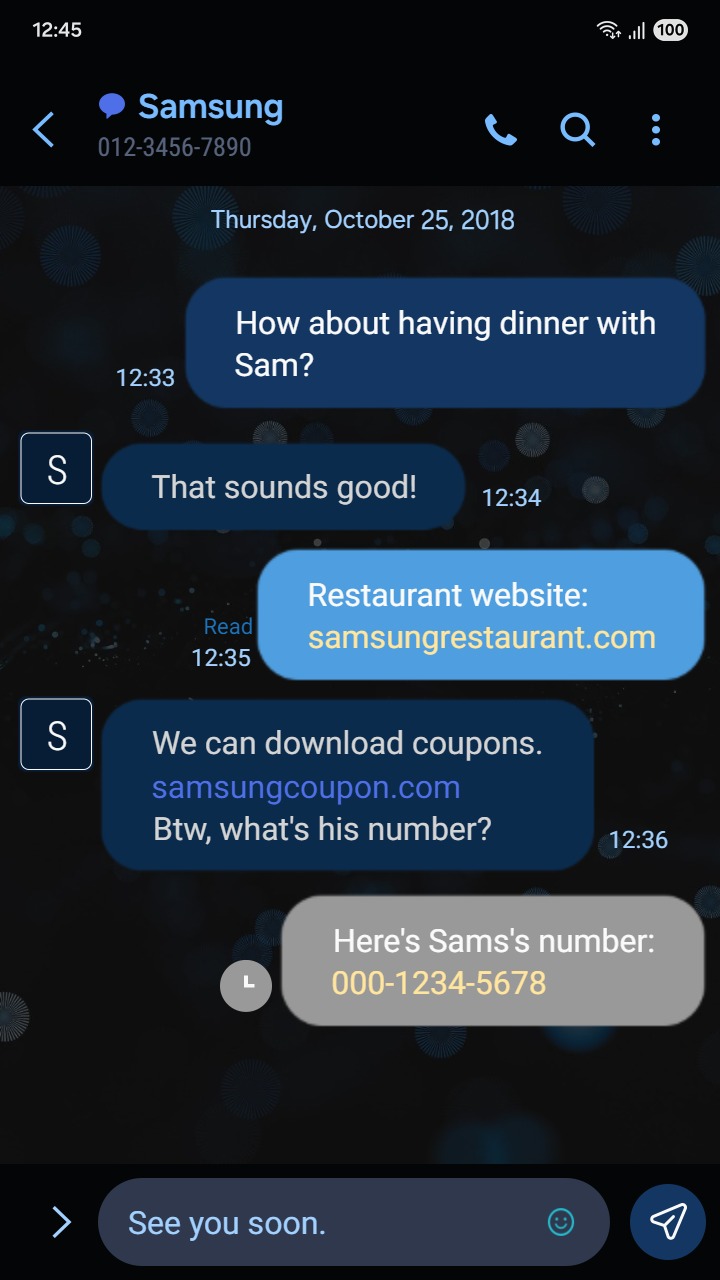 12:45
100
Samsung
012-3456-7890
Thursday, October 25, 2018
How about having dinner with
Sam?
12:33
S
That sounds good!
12:34
Restaurant website:
samsungrestaurant.com
Read
12:35
S
We can download coupons.
samsungcoupon.com
Btw, what's his number?
12:36
Here's Sams's number:
000-1234-5678
See you soon.